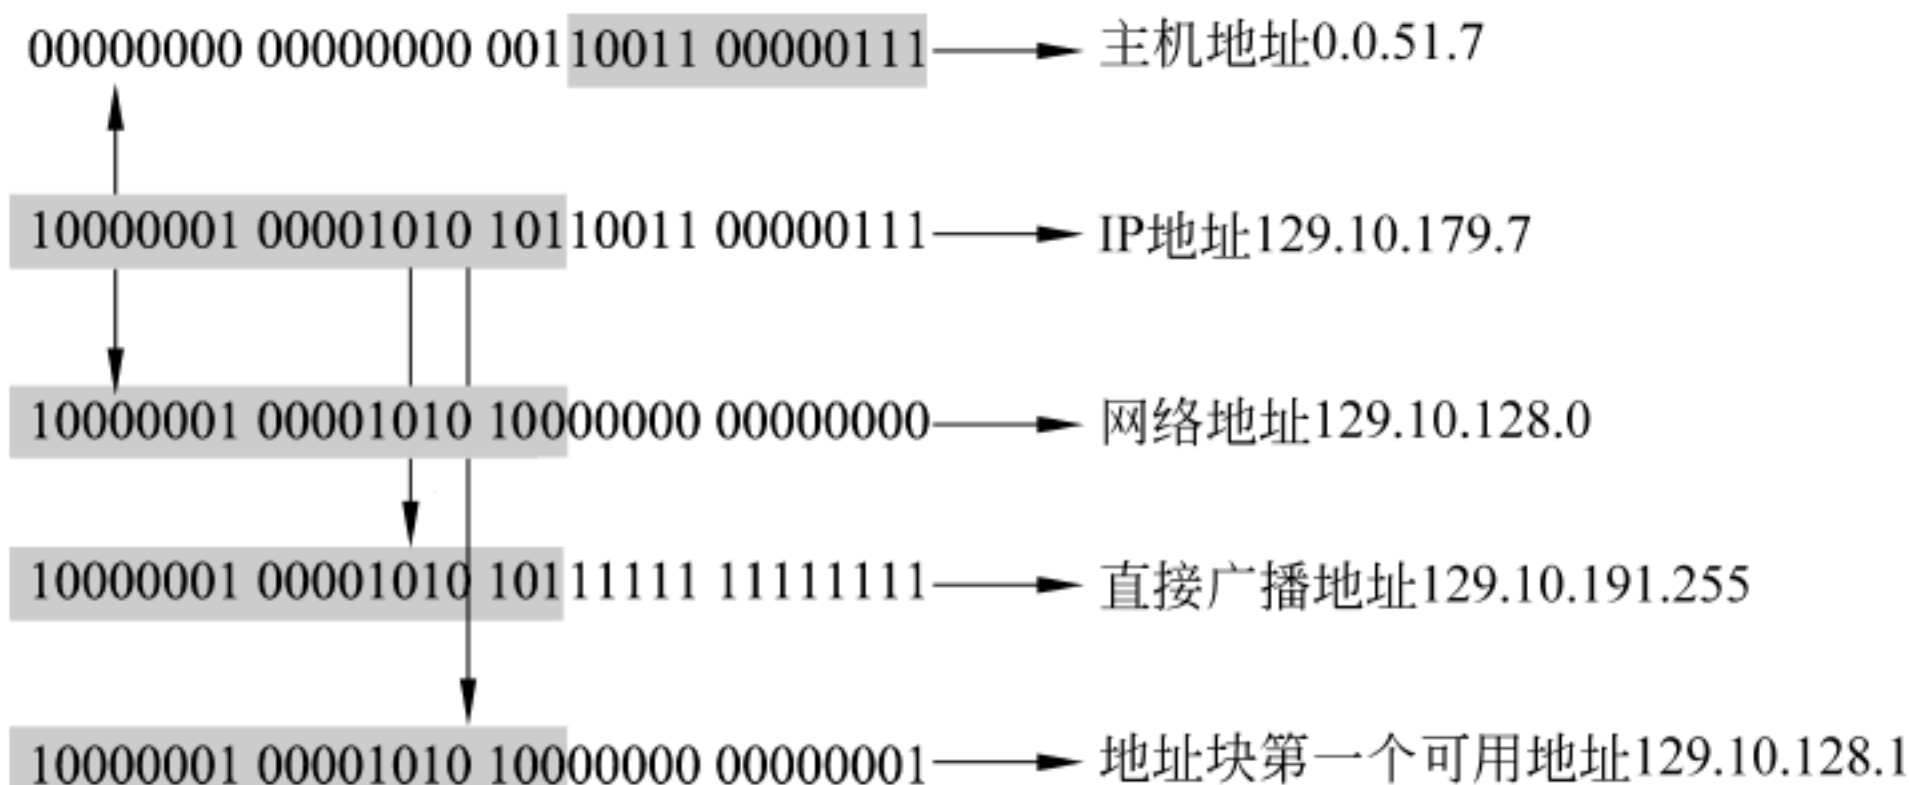 00000000 00000000 00110011 00000111 主机地址0.0.51.7
10000001 00001010 10110011 00000111 IP地址129.10.179.7
10000001 00001010 10000000 00000000 网络地址129.10.128.0
10000001 00001010 10111111 11111111 直接广播地址129.10.191.255
10000001 00001010 10000000 00000001 地址块第一个可用地址129.10.128.1